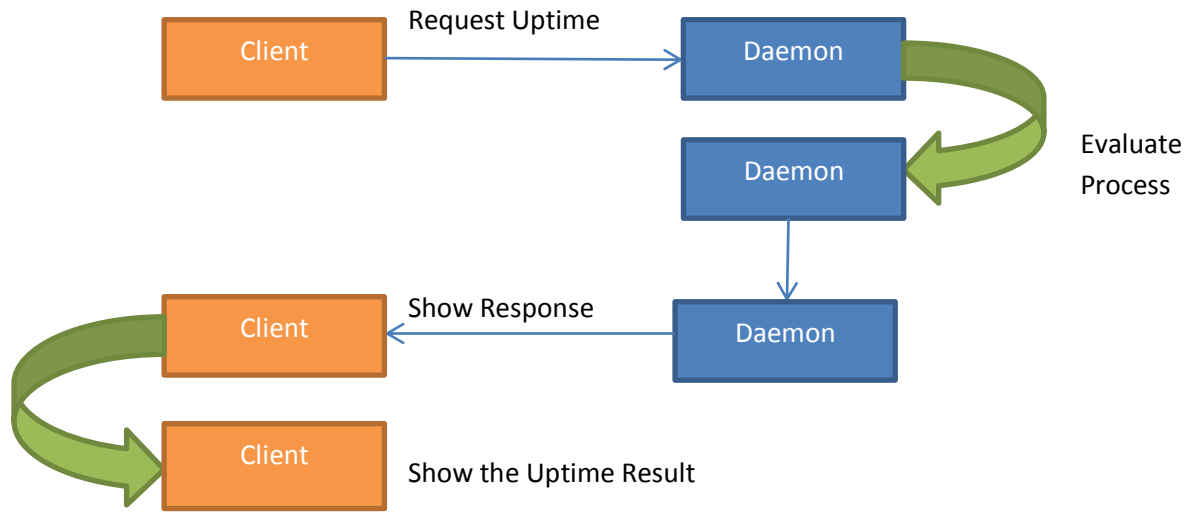 Request Uptime
Client
Daemon
Daemon
Evaluate
Process
Show Response
Client
Daemon
Client
Show the Uptime Result